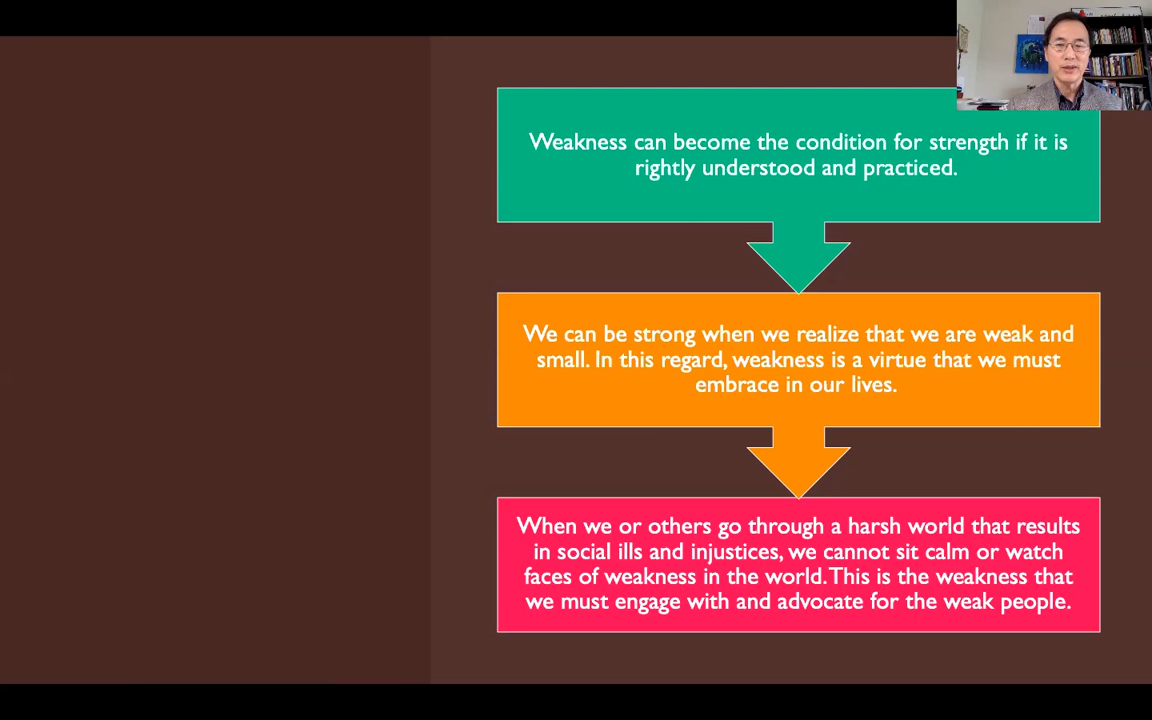 Weakness can become the condition for strength if it is
rightly understood and practiced.
We can be strong when we realize that we are weak and
small. In this regard, weakness is a virtue that we must
embrace in our lives.
When we or others go through a harsh world that results
in social ills and injustices, we cannot sit calm or watch
faces of weakness in the world. This is the weakness that
we must engage with and advocate for the weak people.